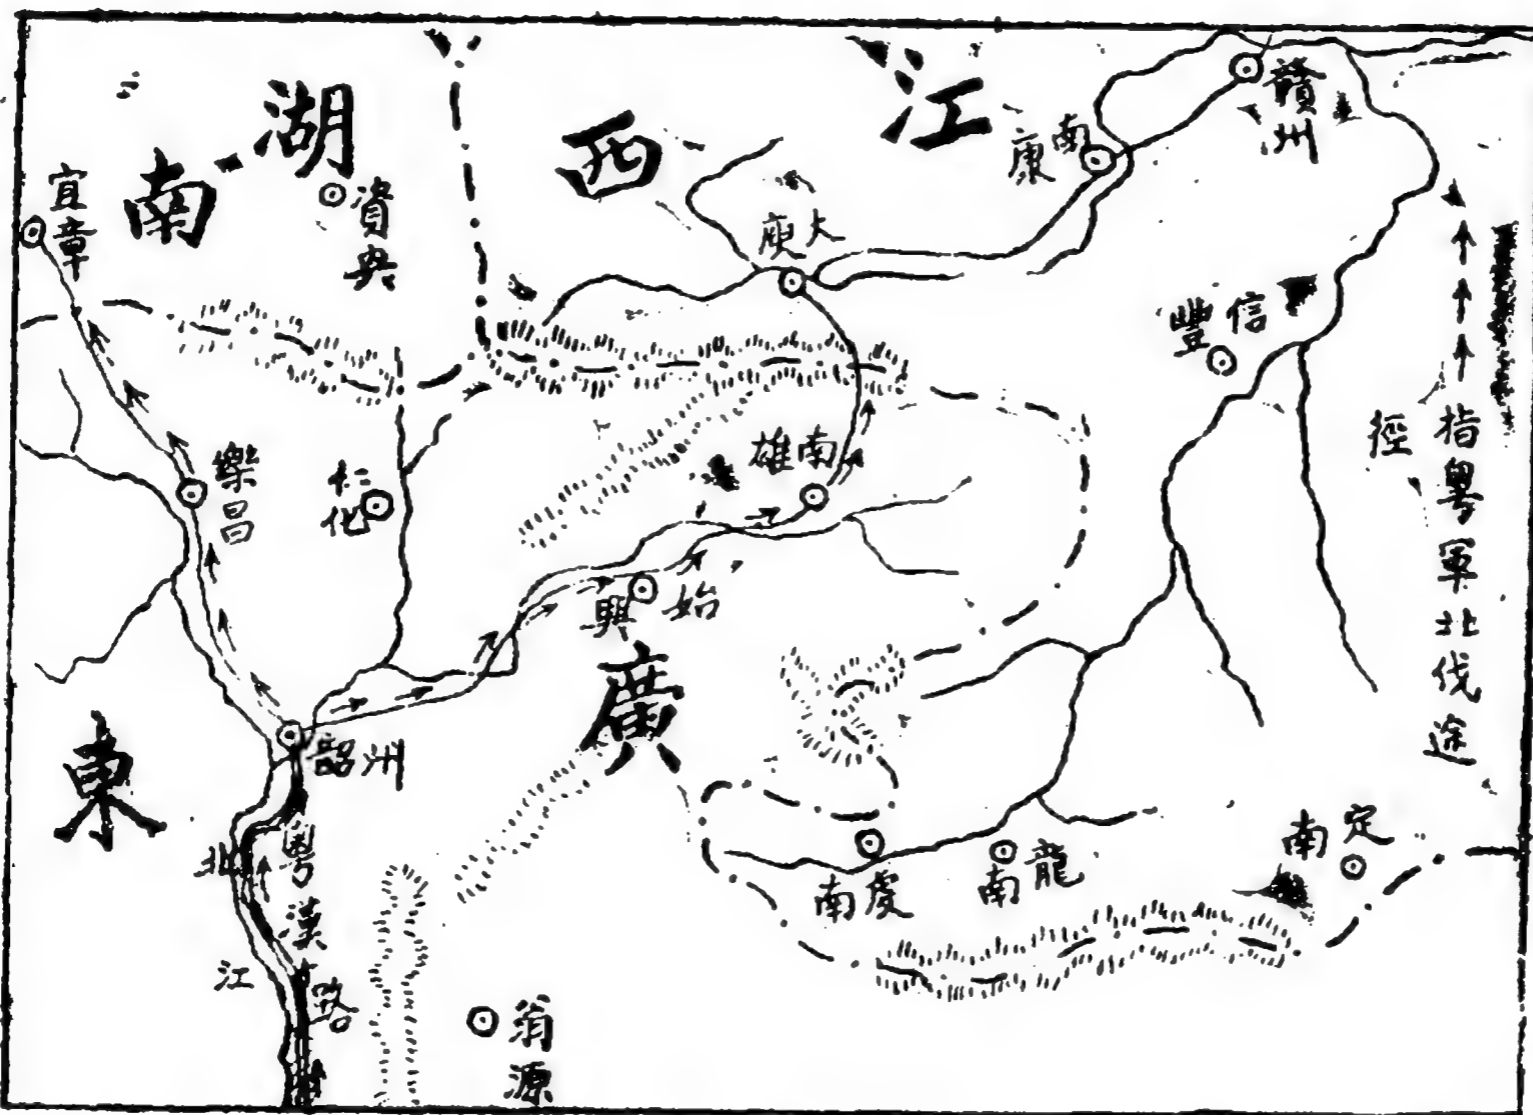 江西
湖南
廣東
贛州
南康
大庾
信豐
宜章
資興
樂昌
仁化
南雄
始興
韶州
粵漢路
北江
翁源
虔南
龍南
定南
指粵軍北伐途徑